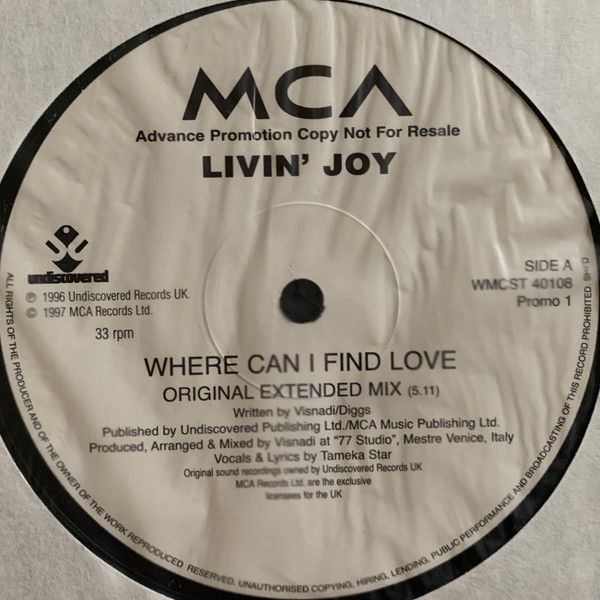 MCA
Advance Promotion Copy Not For Resale
LIVIN' JOY
undiscovered
℗ 1996 Undiscovered Records UK.
© 1997 MCA Records Ltd.
33 rpm
SIDE A
WMCST 40108
Promo 1
WHERE CAN I FIND LOVE
ORIGINAL EXTENDED MIX (5.11)
Written by Visnadi/Diggs
Published by Undiscovered Publishing Ltd./MCA Music Publishing Ltd.
Produced, Arranged & Mixed by Visnadi at "77 Studio", Mestre Venice, Italy
Vocals & Lyrics by Tameka Star
Original sound recordings owned by Undiscovered Records UK
MCA Records Ltd. are the exclusive
licensees for the UK
ALL RIGHTS OF THE PRODUCER AND OF THE OWNER OF THE WORK REPRODUCED RESERVED. UNAUTHORISED COPYING, HIRING, LENDING, PUBLIC PERFORMANCE AND BROADCASTING OF THIS RECORD PROHIBITED. SH'D